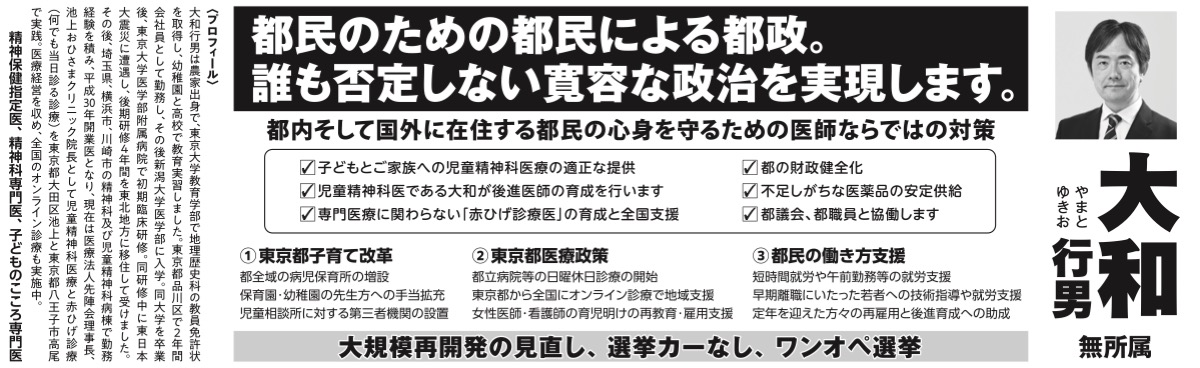 大和
行男
やまと
ゆきお
無所属
都民のための都民による都政。
誰も否定しない寛容な政治を実現します。
都内そして国外に在住する都民の心身を守るための医師ならではの対策
☑子どもとご家族への児童精神科医療の適正な提供
☑児童精神科医である大和が後進医師の育成を行います
☑専門医療に関わらない「赤ひげ診療医」の育成と全国支援
☑都の財政健全化
☑不足しがちな医薬品の安定供給
☑都議会、都職員と協働します
①東京都子育て改革
都全域の病児保育所の増設
保育園・幼稚園の先生方への手当拡充
児童相談所に対する第三者機関の設置
②東京都医療政策
都立病院等の日曜休日診療の開始
東京都から全国にオンライン診療で地域支援
女性医師・看護師の育児明けの再教育・雇用支援
③都民の働き方支援
短時間就労や午前勤務等の就労支援
早期離職にいたった若者への技術指導や就労支援
定年を迎えた方々の再雇用と後進育成への助成
大規模再開発の見直し、選挙カーなし、ワンオペ選挙
〈プロフィール〉
大和行男は農家出身で、東京大学教育学部で地理歴史科の教員免許状
を取得し、幼稚園と高校で教育実習しました。東京都品川区で2年間
会社員として勤務し、その後新潟大学医学部に入学。同大学を卒業
後、東京大学医学部附属病院で初期臨床研修。同研修中に東日本
大震災に遭遇し、後期研修4年間を東北地方に移住して受けました。
その後、埼玉県、横浜市、川崎市の精神科及び児童精神科病棟で勤務
経験を積み、平成30年開業医となり、現在は医療法人先陣会理事長、
池上おひさまクリニック院長として児童精神科医療と赤ひげ診療
(何でも当日診る診療)を東京都大田区池上と東京都八王子市高尾
で実践。医療経営を収め、全国のオンライン診療も実施中。
精神保健指定医、精神科専門医、子どものこころ専門医